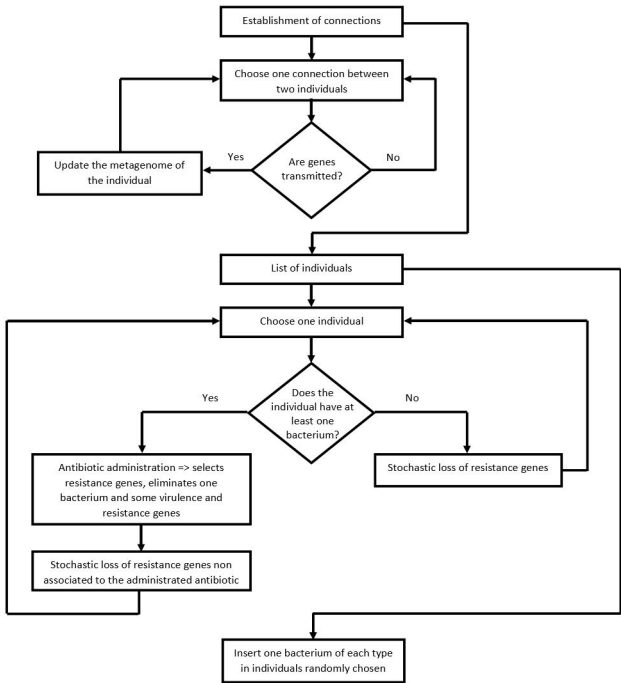 Establishment of connections
Choose one connection between
two individuals
Are genes
transmitted?
Yes
No
Update the metagenome of
the individual
List of individuals
Choose one individual
Does the
individual have at
least one
bacterium?
Yes
No
Antibiotic administration => selects
resistance genes, eliminates one
bacterium and some virulence and
resistance genes
Stochastic loss of resistance genes
Stochastic loss of resistance genes non
associated to the administrated antibiotic
Insert one bacterium of each type
in individuals randomly chosen